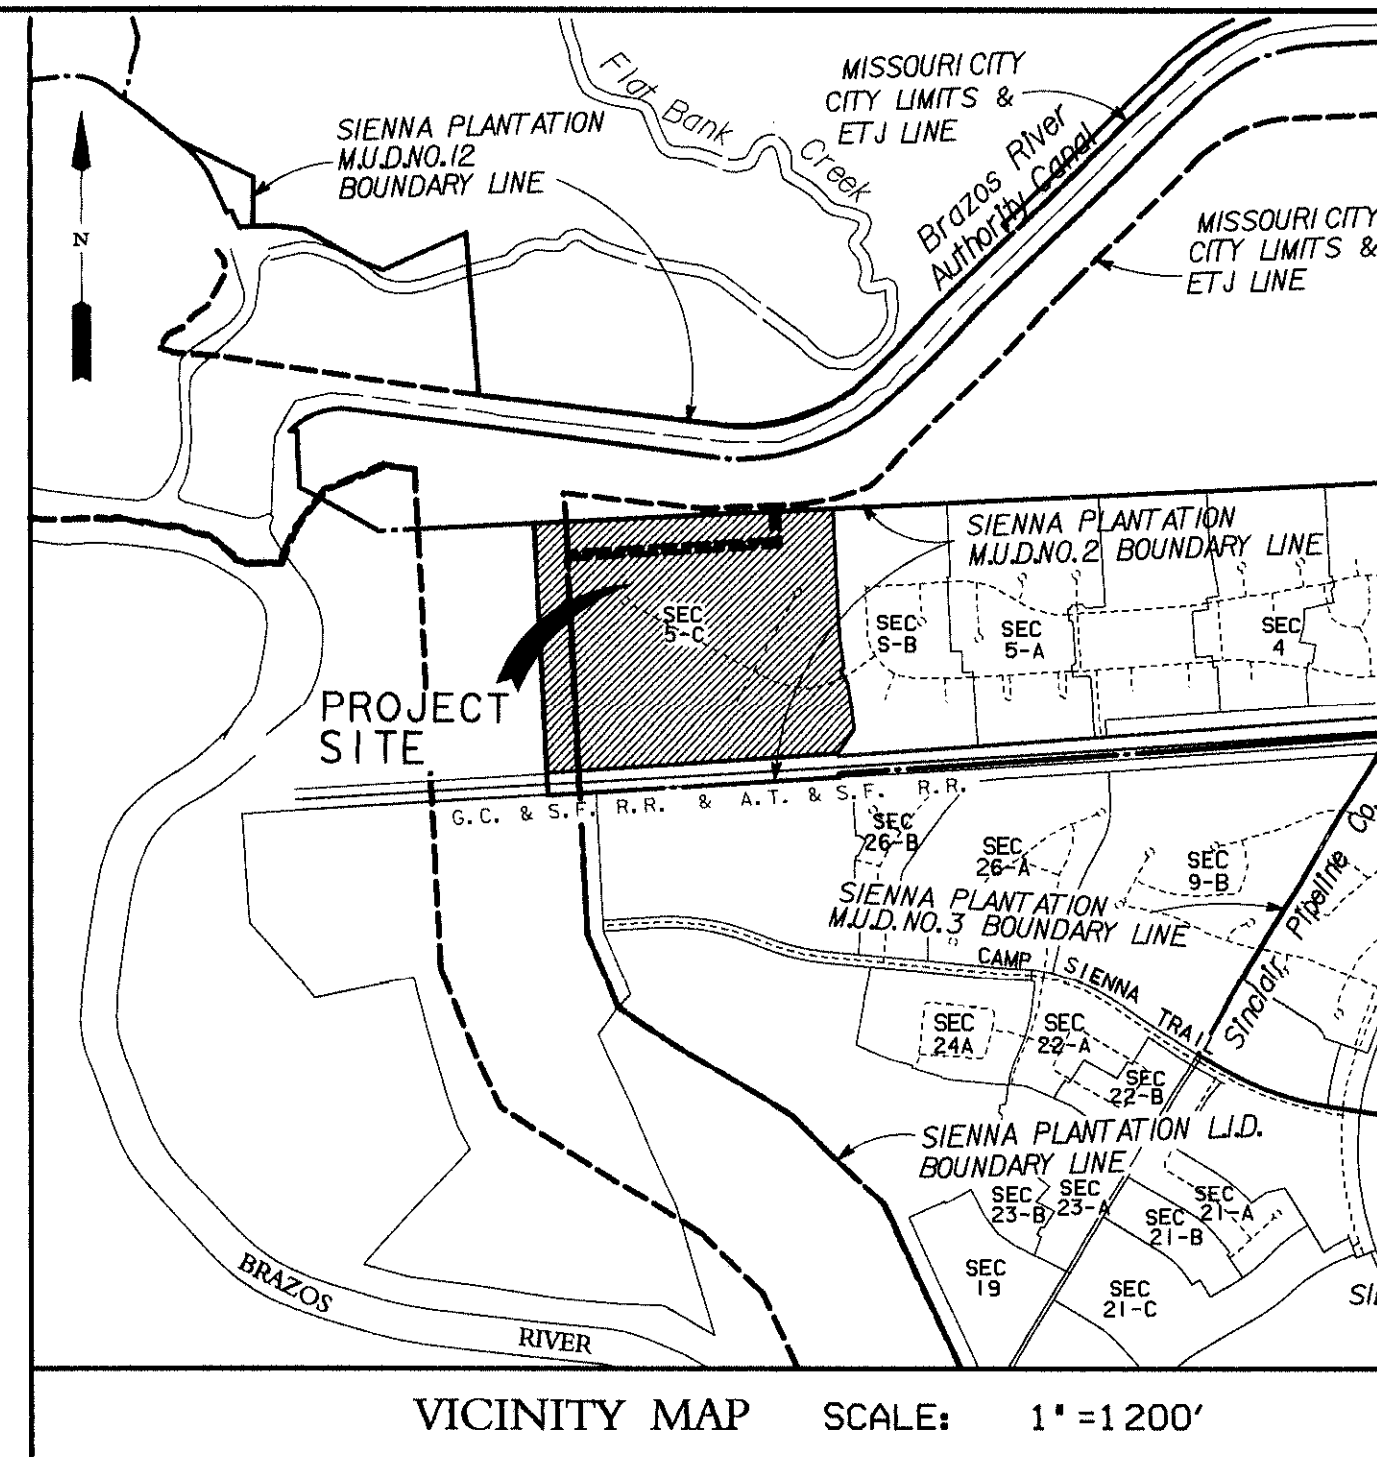 MISSOURI CITY
CITY LIMITS &
ETJ LINE
Flat Bank Creek
SIENNA PLANTATION
M.U.D.NO.12
BOUNDARY LINE
Brazos River
Authority Canal
N
MISSOURI CITY
CITY LIMITS &
ETJ LINE
SIENNA PLANTATION
M.U.D.NO.2 BOUNDARY LINE
SEC
5-C
SEC
S-B
SEC
5-A
SEC
4
PROJECT
SITE
G.C. & S.F. R.R. & A.T. & S.F. R.R.
SEC
26-B
SEC
26-A
SEC
9-B
SIENNA PLANTATION
M.U.D.NO.3 BOUNDARY LINE
Sinclair Pipeline Co.
CAMP SIENNA TRAIL
SEC
24A
SEC
22-A
SEC
22-B
SIENNA PLANTATION L.I.D.
BOUNDARY LINE
SEC
23-B
SEC
23-A
SEC
21-A
SEC
21-B
SEC
19
SEC
21-C
BRAZOS RIVER
VICINITY MAP SCALE: 1"=1200'